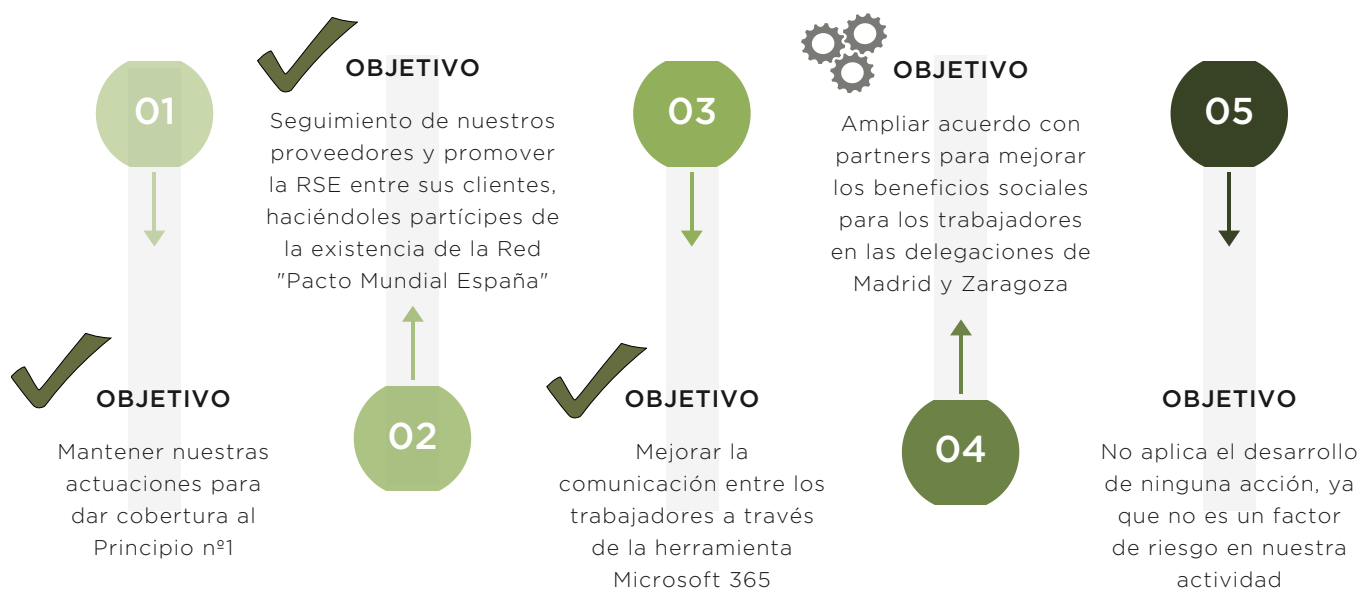 01
OBJETIVO
Mantener nuestras
actuaciones para
dar cobertura al
Principio nº1
OBJETIVO
Seguimiento de nuestros
proveedores y promover
la RSE entre sus clientes,
haciéndoles partícipes de
la existencia de la Red
"Pacto Mundial España"
02
03
OBJETIVO
Mejorar la
comunicación entre los
trabajadores a través
de la herramienta
Microsoft 365
OBJETIVO
Ampliar acuerdo con
partners para mejorar
los beneficios sociales
para los trabajadores
en las delegaciones de
Madrid y Zaragoza
04
05
OBJETIVO
No aplica el desarrollo
de ninguna acción, ya
que no es un factor
de riesgo en nuestra
actividad